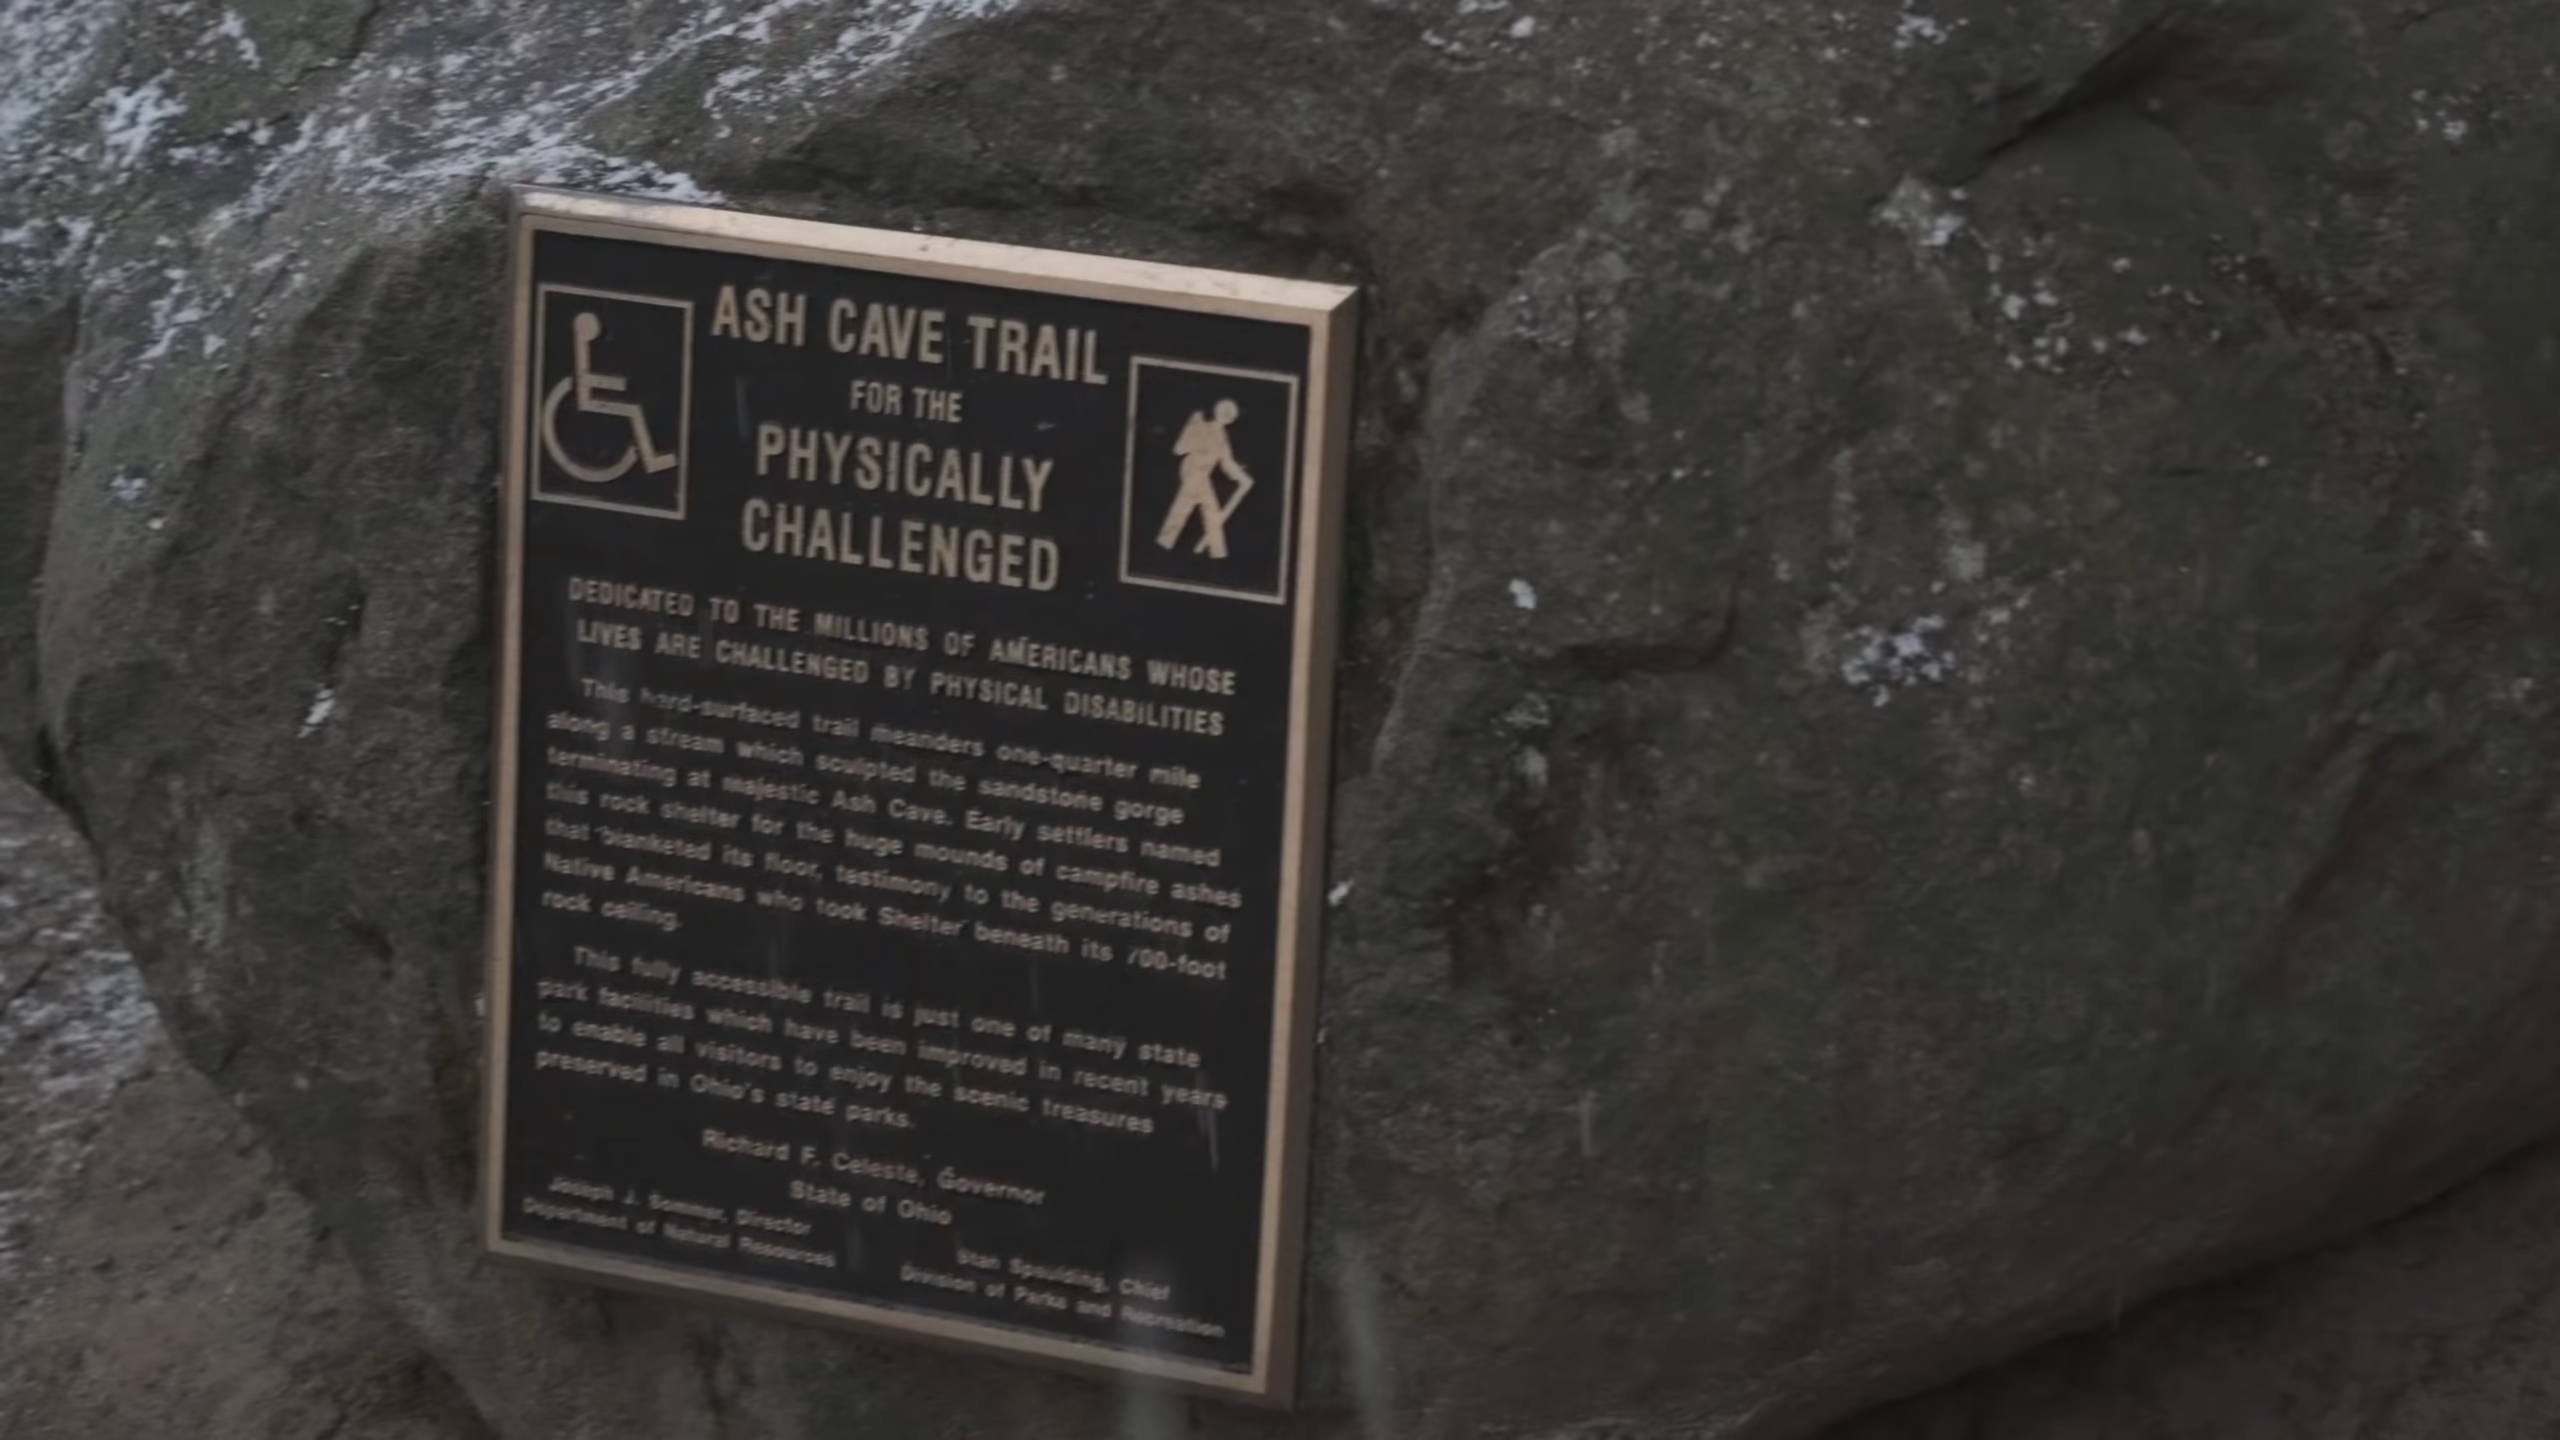 ASH CAVE TRAIL
FOR THE
PHYSICALLY
CHALLENGED
DEDICATED TO THE MILLIONS OF AMERICANS WHOSE
LIVES ARE CHALLENGED BY PHYSICAL DISABILITIES
This hard-surfaced trail meanders one-quarter mile
along a stream which sculpted the sandstone gorge
terminating at majestic Ash Cave. Early settlers named
this rock shelter for the huge mounds of campfire ashes
that blanketed its floor, testimony to the generations of
Native Americans who took Shelter beneath its 700-foot
rock ceiling.
This fully accessible trail is just one of many state
park facilities which have been improved in recent years
to enable all visitors to enjoy the scenic treasures
preserved in Ohio's state parks.
Richard F. Celeste, Governor
State of Ohio
Joseph J. Sommer, Director
Department of Natural Resources
Stan Spaulding, Chief
Division of Parks and Recreation